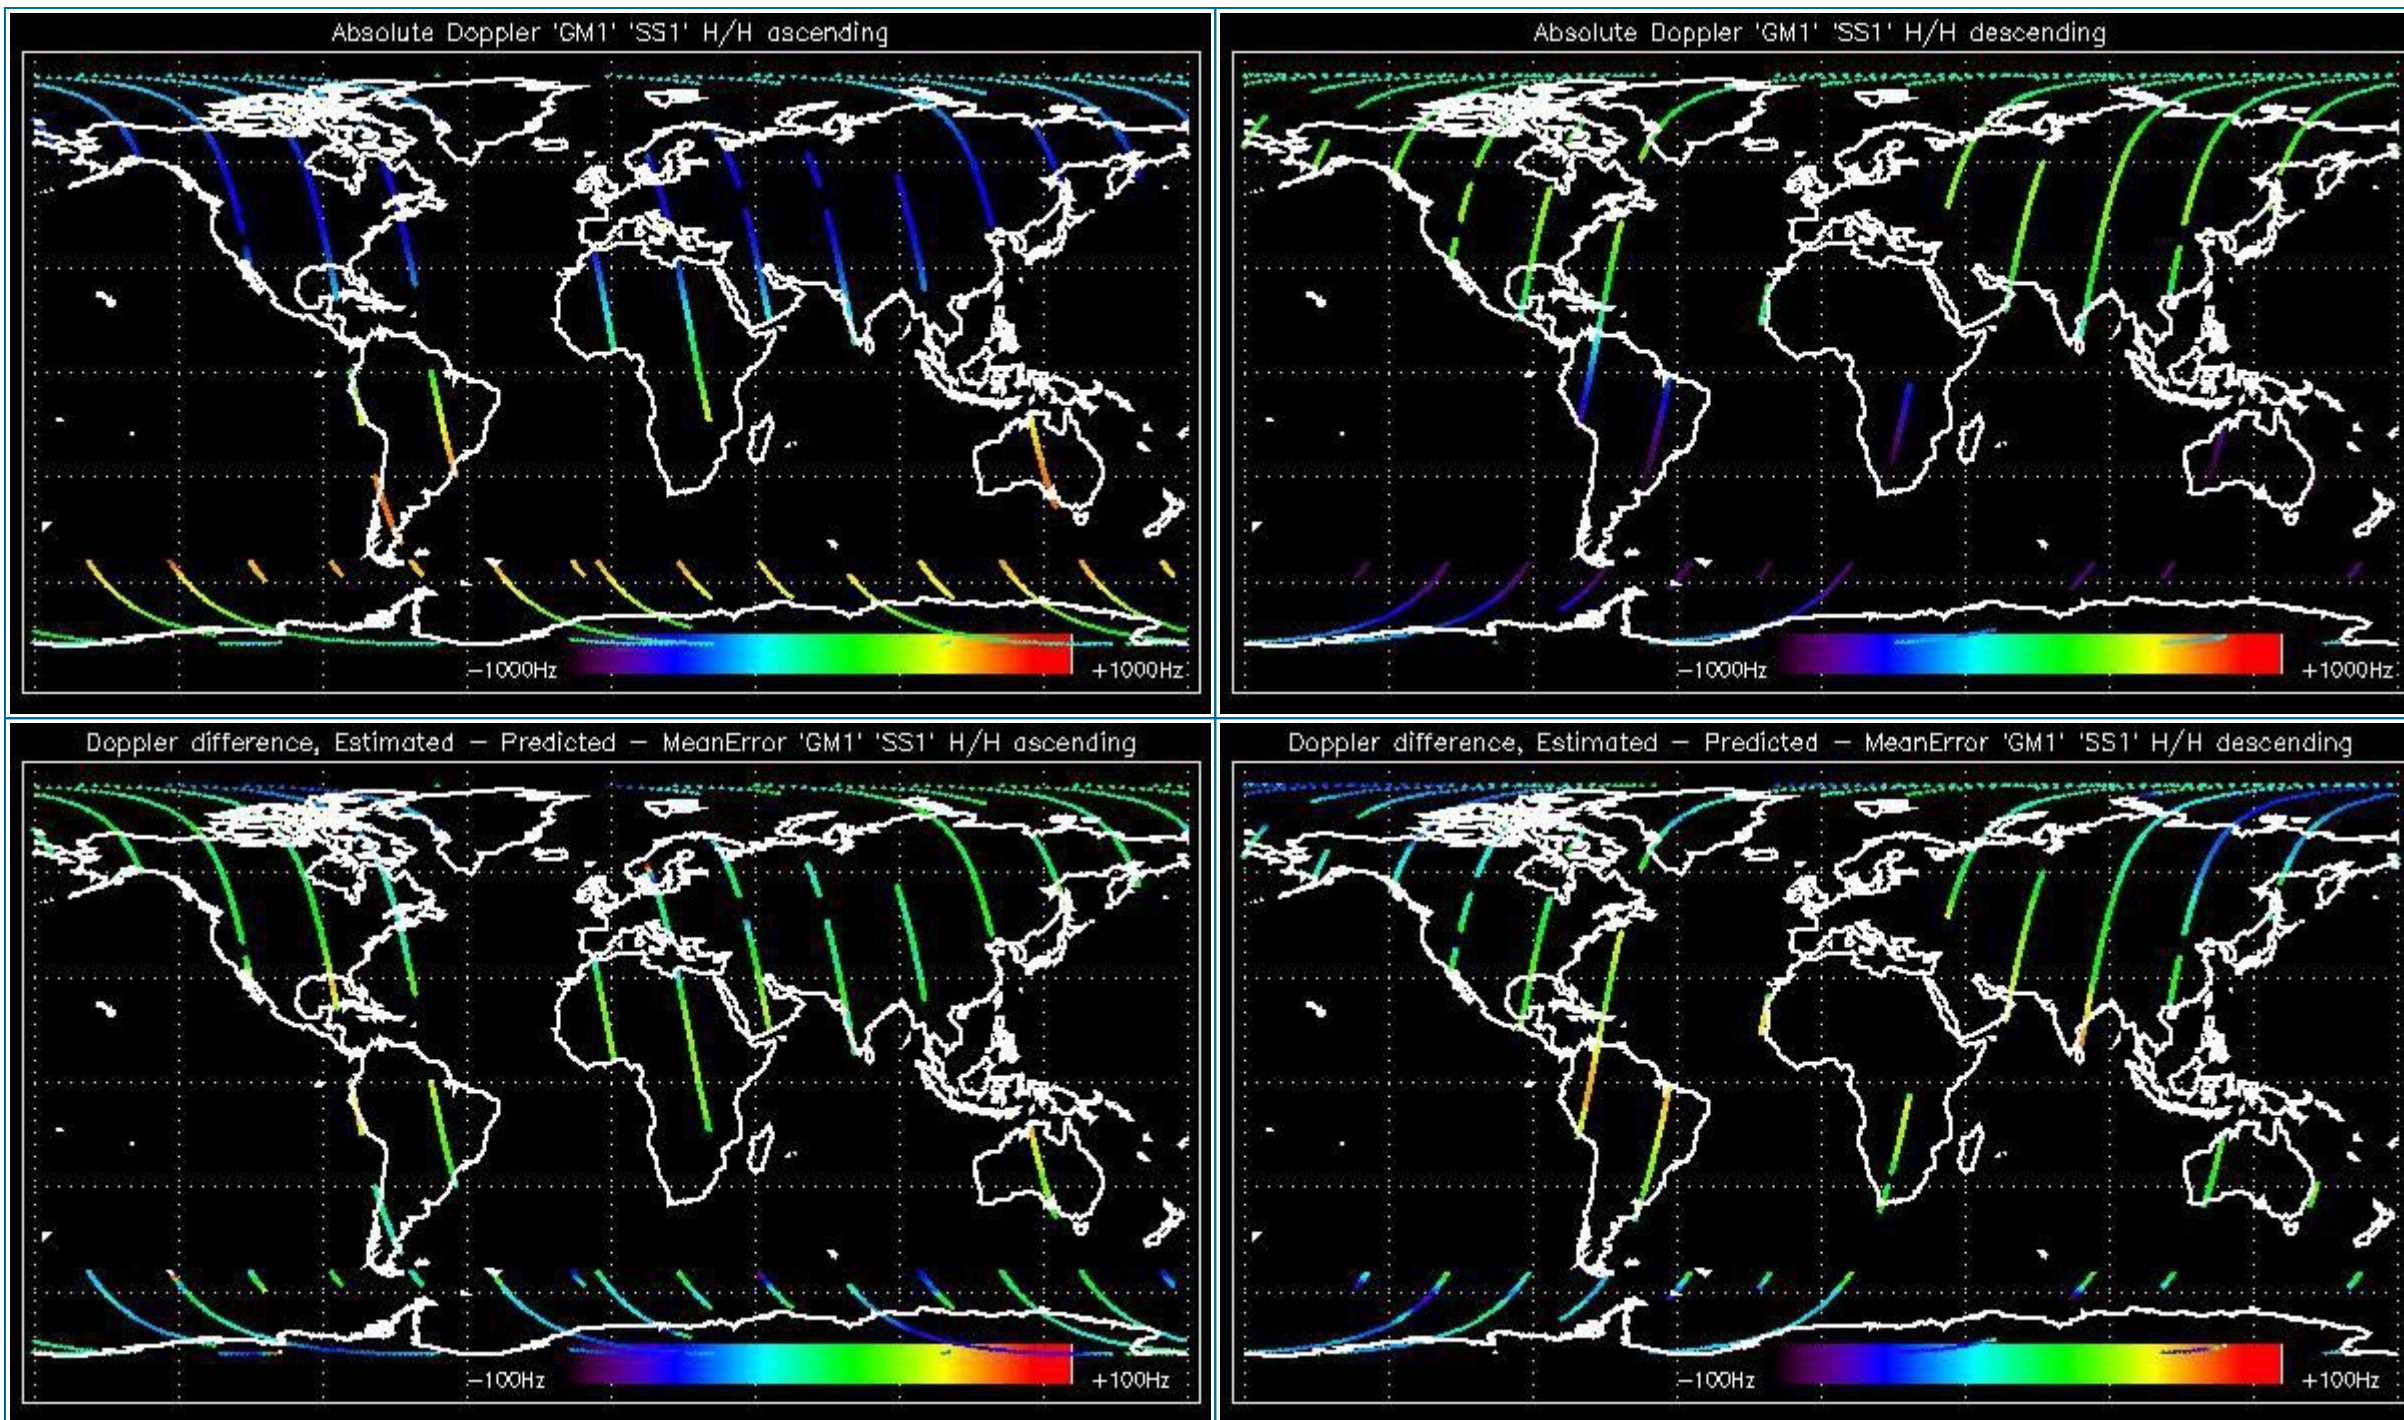 Absolute Doppler 'GM1' 'SS1' H/H ascending
−1000Hz
+1000Hz
Absolute Doppler 'GM1' 'SS1' H/H descending
−1000Hz
+1000Hz
Doppler difference, Estimated − Predicted − MeanError 'GM1' 'SS1' H/H ascending
−100Hz
+100Hz
Doppler difference, Estimated − Predicted − MeanError 'GM1' 'SS1' H/H descending
−100Hz
+100Hz